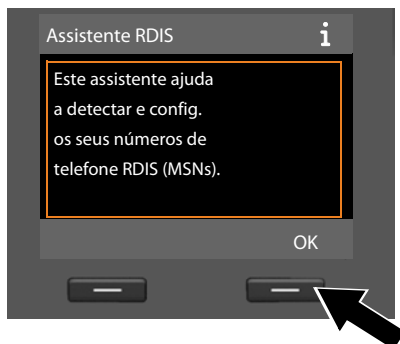 Assistente RDIS i
Este assistente ajuda
a detectar e config.
os seus números de
telefone RDIS (MSNs).
OK